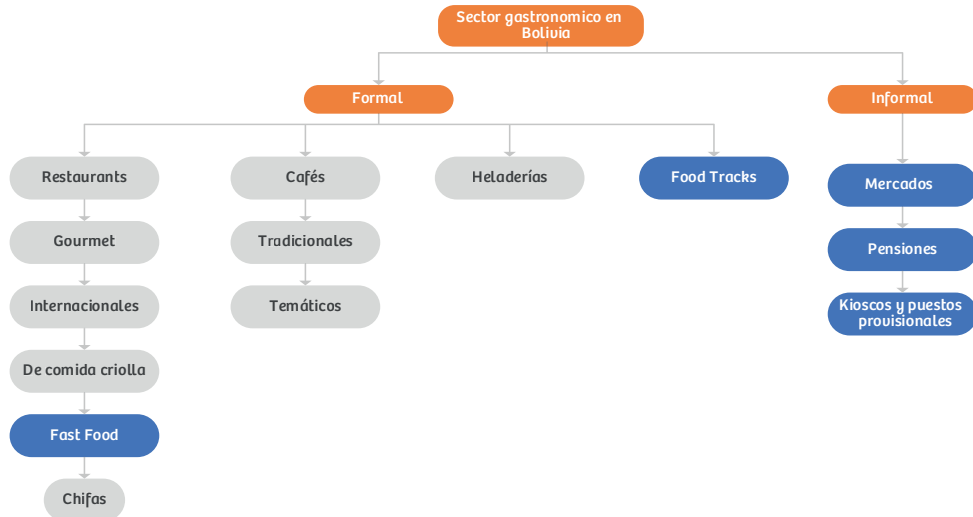 Sector gastronomico en
Bolivia
Formal
Informal
Restaurants
Cafés
Heladerías
Food Tracks
Mercados
Gourmet
Tradicionales
Pensiones
Internacionales
Temáticos
Kioscos y puestos
provisionales
De comida criolla
Fast Food
Chifas